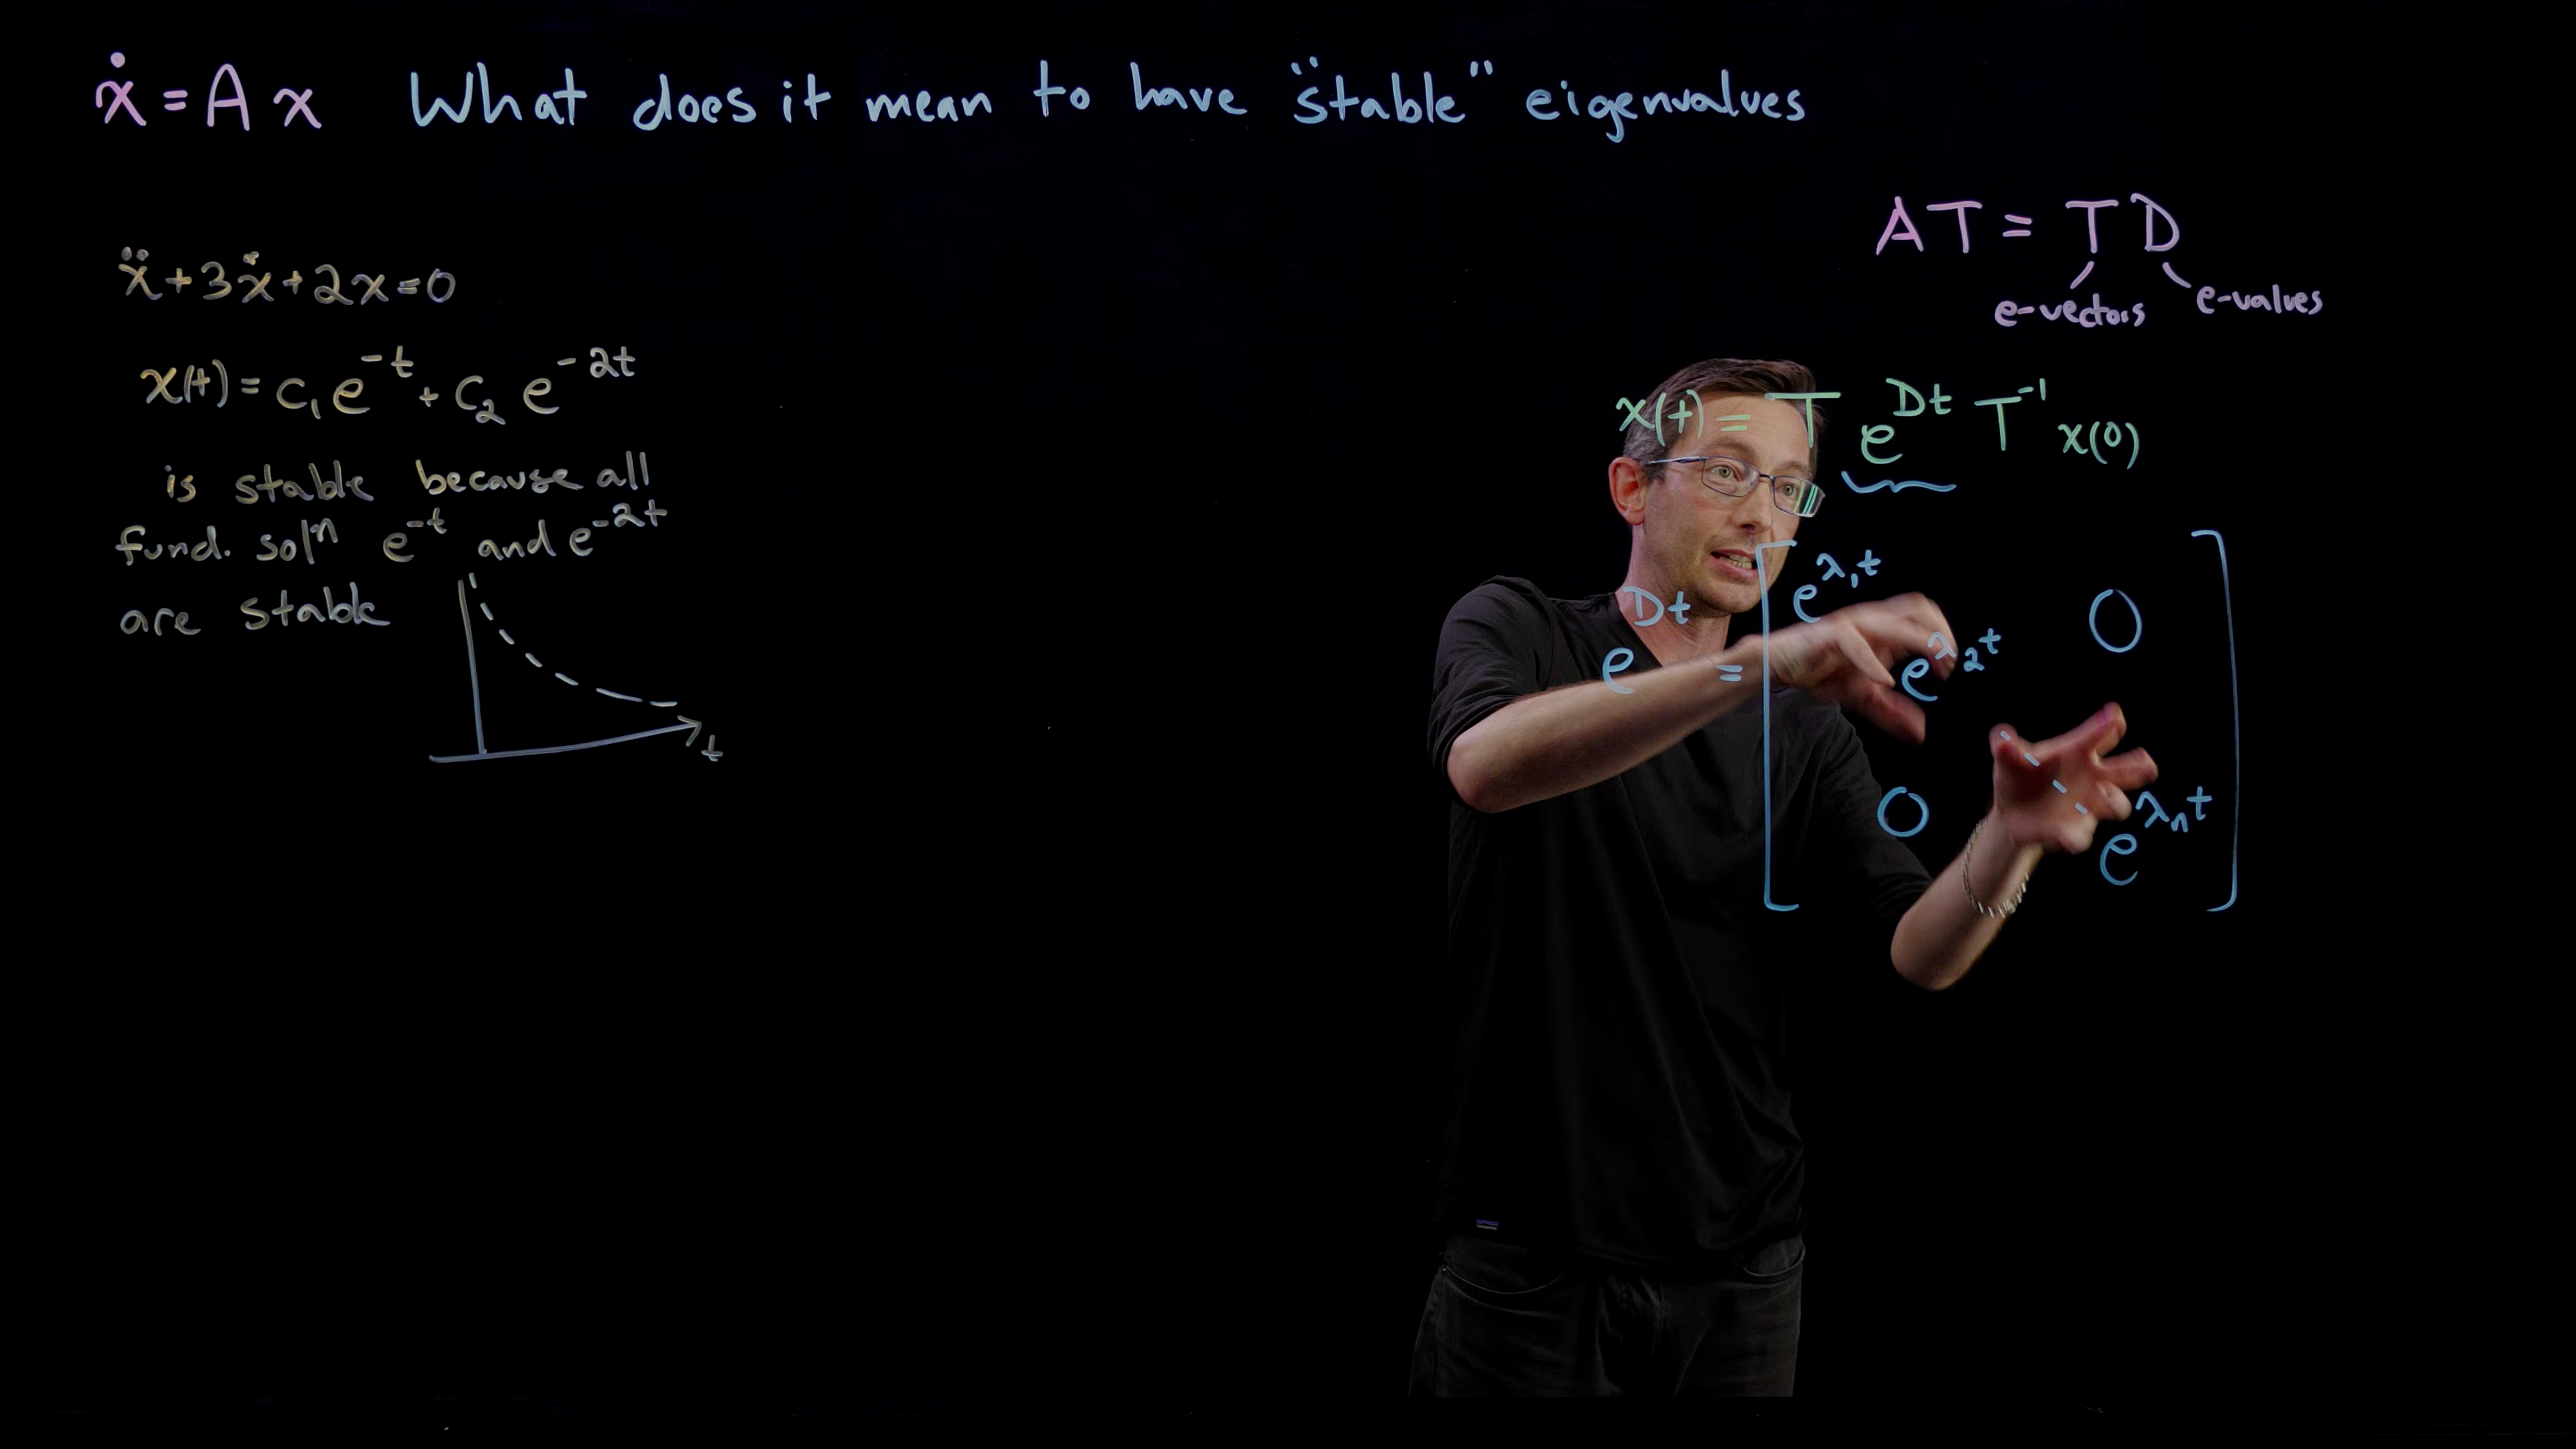 ẋ = A x What does it mean to have "stable" eigenvalues
ẍ + 3ẋ + 2x = 0
x(t) = c₁ e^{-t} + c₂ e^{-2t}
is stable because all
fund. solⁿ e^{-t} and e^{-2t}
are stable
t
AT = TD
e-vectors e-values
x(t) = T e^{Dt} T^{-1} x(0)
e^{Dt} = [ e^{λ₁t} 0
e^{λ₂t}
0 e^{λₙt} ]